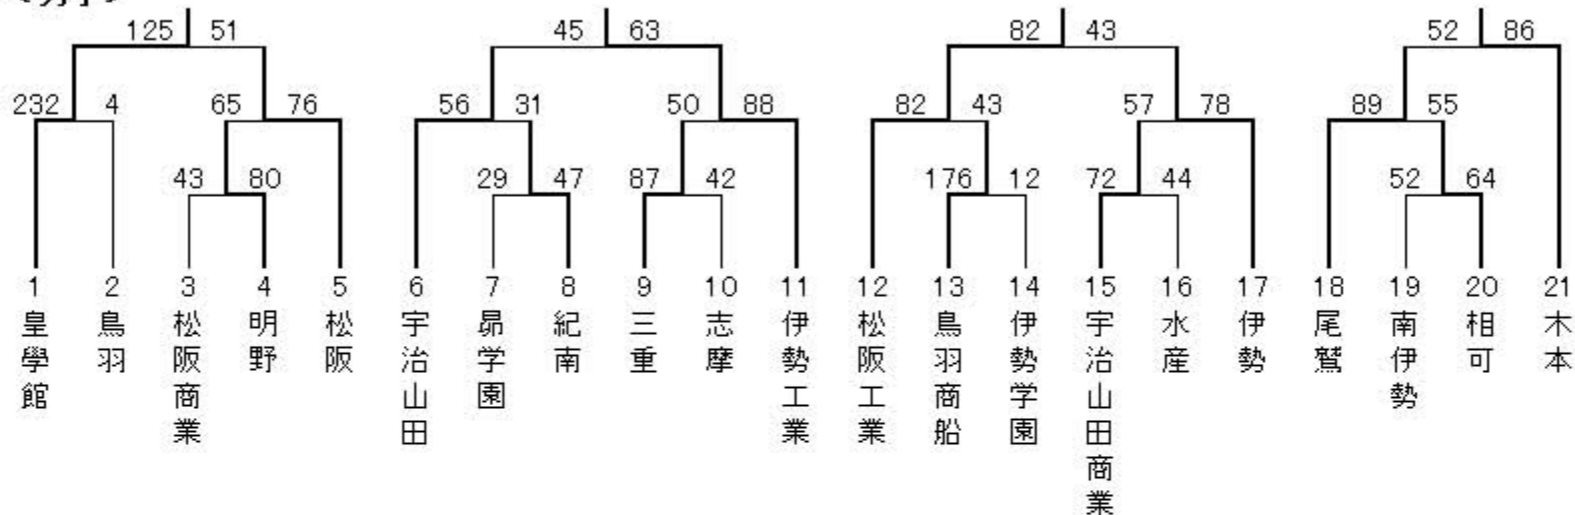 125 51 45 63 82 43 52 86
232 4 65 76 56 31 50 88 82 43 57 78 89 55
43 80 29 47 87 42 176 12 72 44 52 64
1 2 3 4 5 6 7 8 9 10 11 12 13 14 15 16 17 18 19 20 21
皇學館
鳥羽
松阪商業
明野
松阪
宇治山田
昴学園
紀南
三重
志摩
伊勢工業
松阪工業
鳥羽商船
伊勢学園
宇治山田商業
水産
伊勢
尾鷲
南伊勢
相可
木本